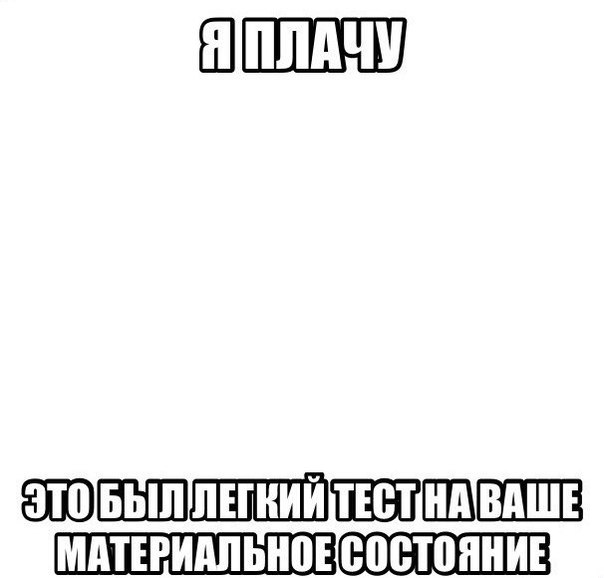 Я ПЛАЧУ
ЭТО БЫЛ ЛЕГКИЙ ТЕСТ НА ВАШЕ
МАТЕРИАЛЬНОЕ СОСТОЯНИЕ